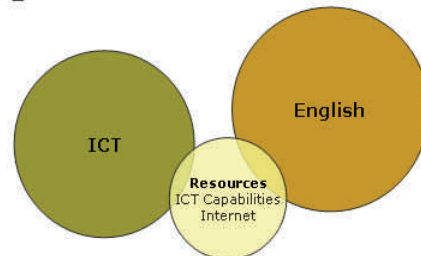 English
ICT
Resources
ICT Capabilities
Internet